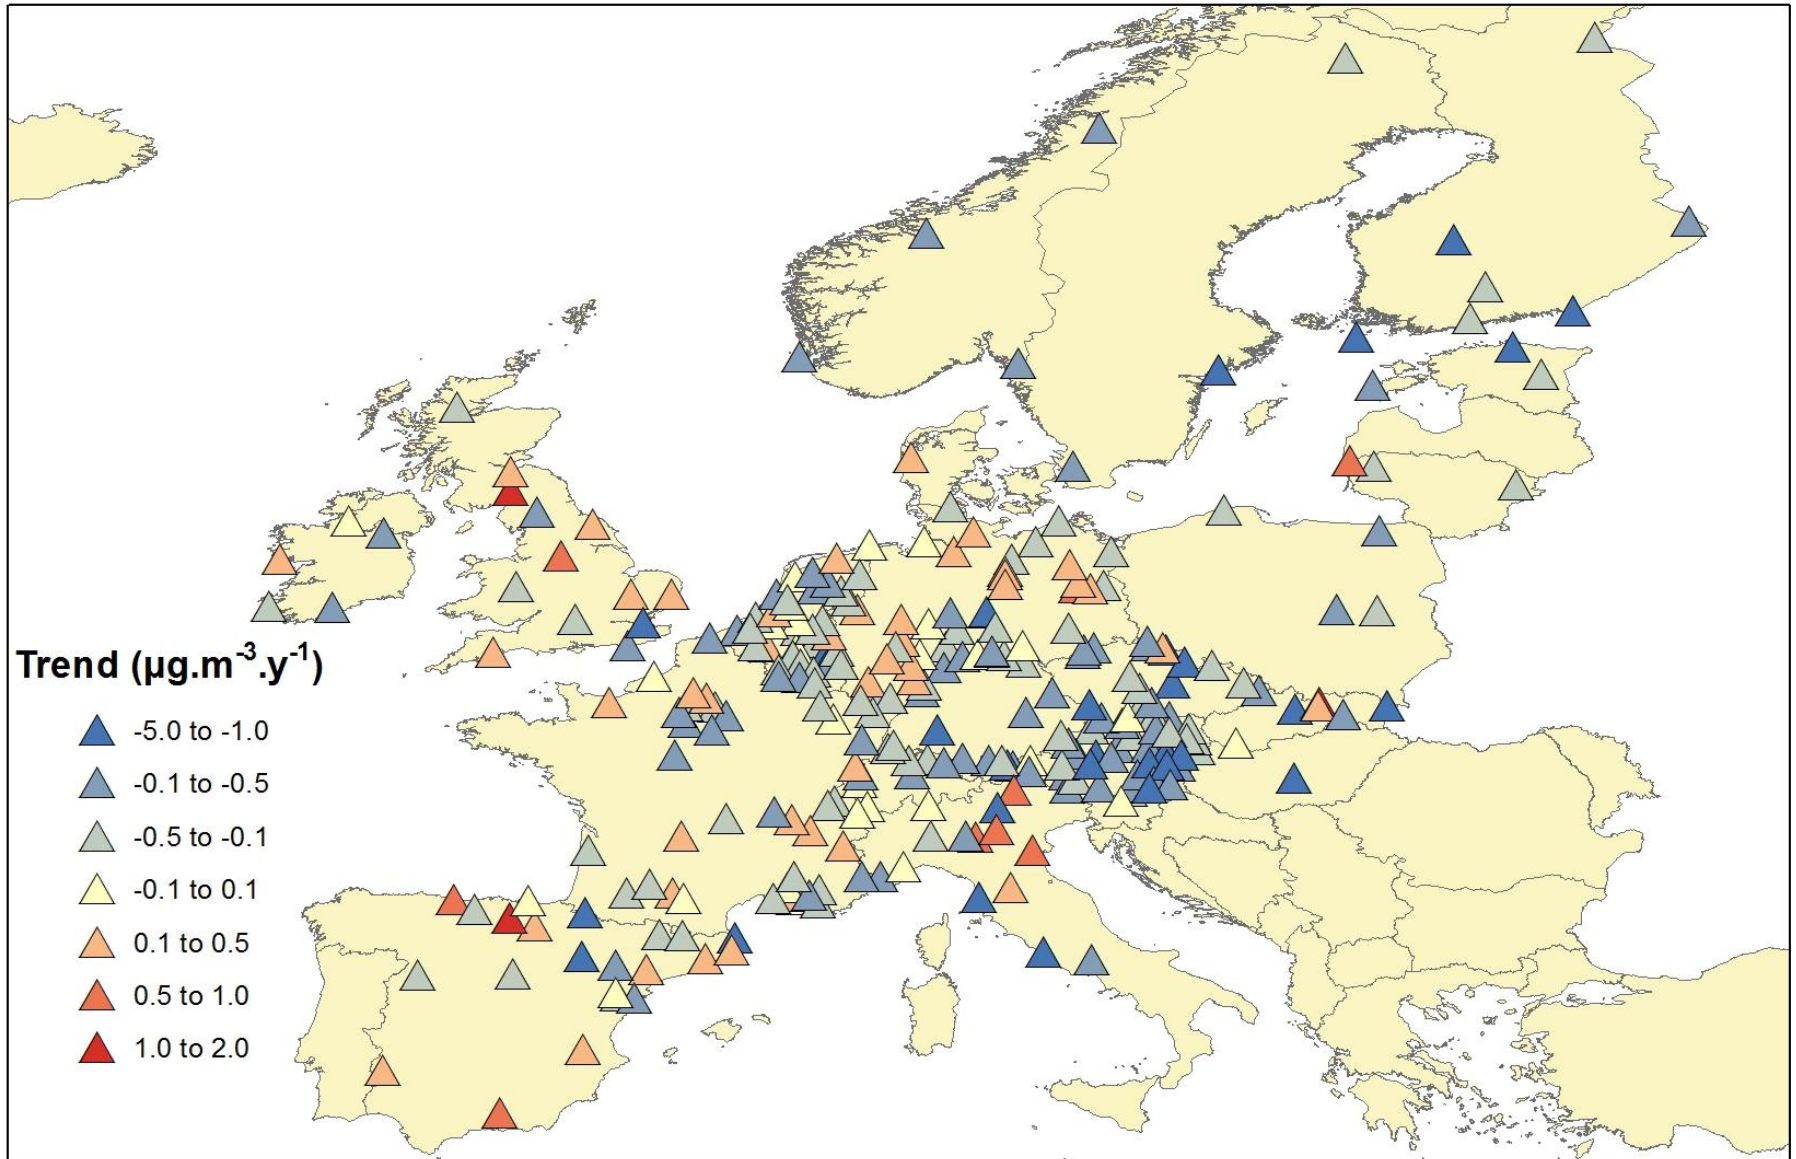 Trend (µg.m-3.y-1)
-5.0 to -1.0
-0.1 to -0.5
-0.5 to -0.1
-0.1 to 0.1
0.1 to 0.5
0.5 to 1.0
1.0 to 2.0